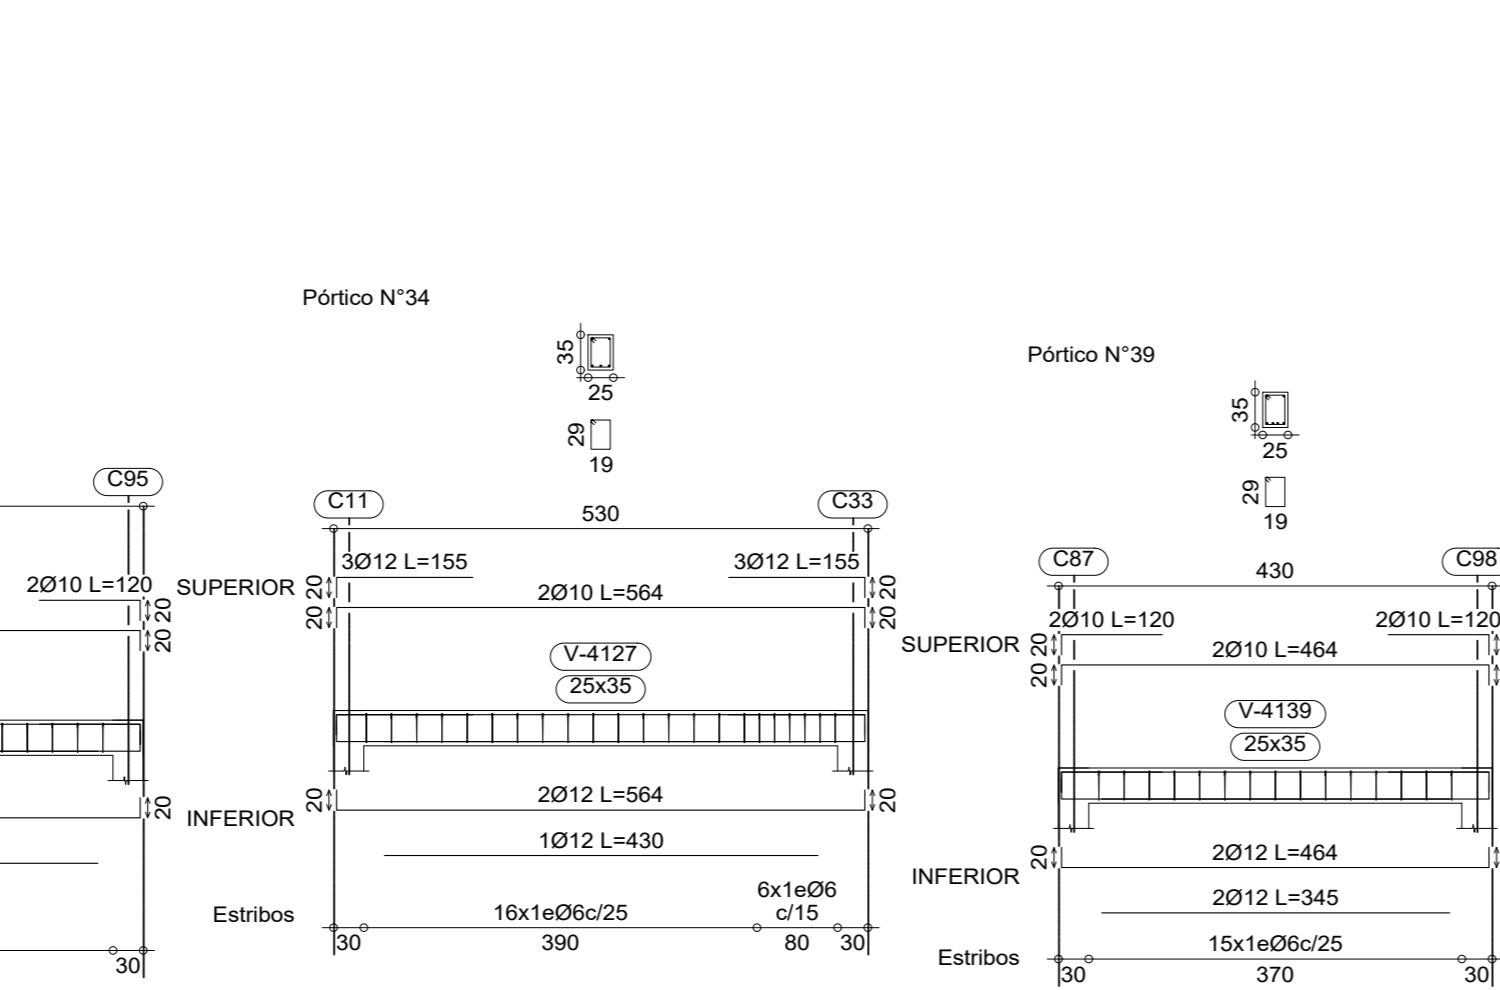 C95
2Ø10 L=120
20
20
20
30
Pórtico N°34
35
25
29
19
C11
C33
530
SUPERIOR
3Ø12 L=155
3Ø12 L=155
20
20
2Ø10 L=564
20
20
V-4127
25x35
INFERIOR
20
2Ø12 L=564
20
1Ø12 L=430
Estribos
16x1eØ6c/25
6x1eØ6
c/15
30
390
80
30
Pórtico N°39
35
25
29
19
C87
C98
430
SUPERIOR
2Ø10 L=120
2Ø10 L=120
20
2Ø10 L=464
20
V-4139
25x35
INFERIOR
20
2Ø12 L=464
2Ø12 L=345
Estribos
15x1eØ6c/25
30
370
30